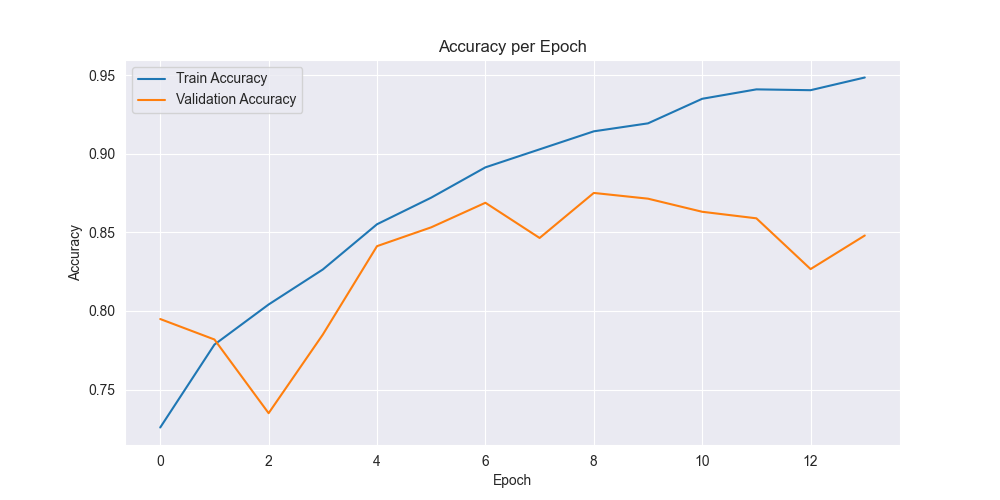 Accuracy per Epoch
Train Accuracy
Validation Accuracy
0.95
0.90
0.85
0.80
0.75
Accuracy
0 2 4 6 8 10 12
Epoch